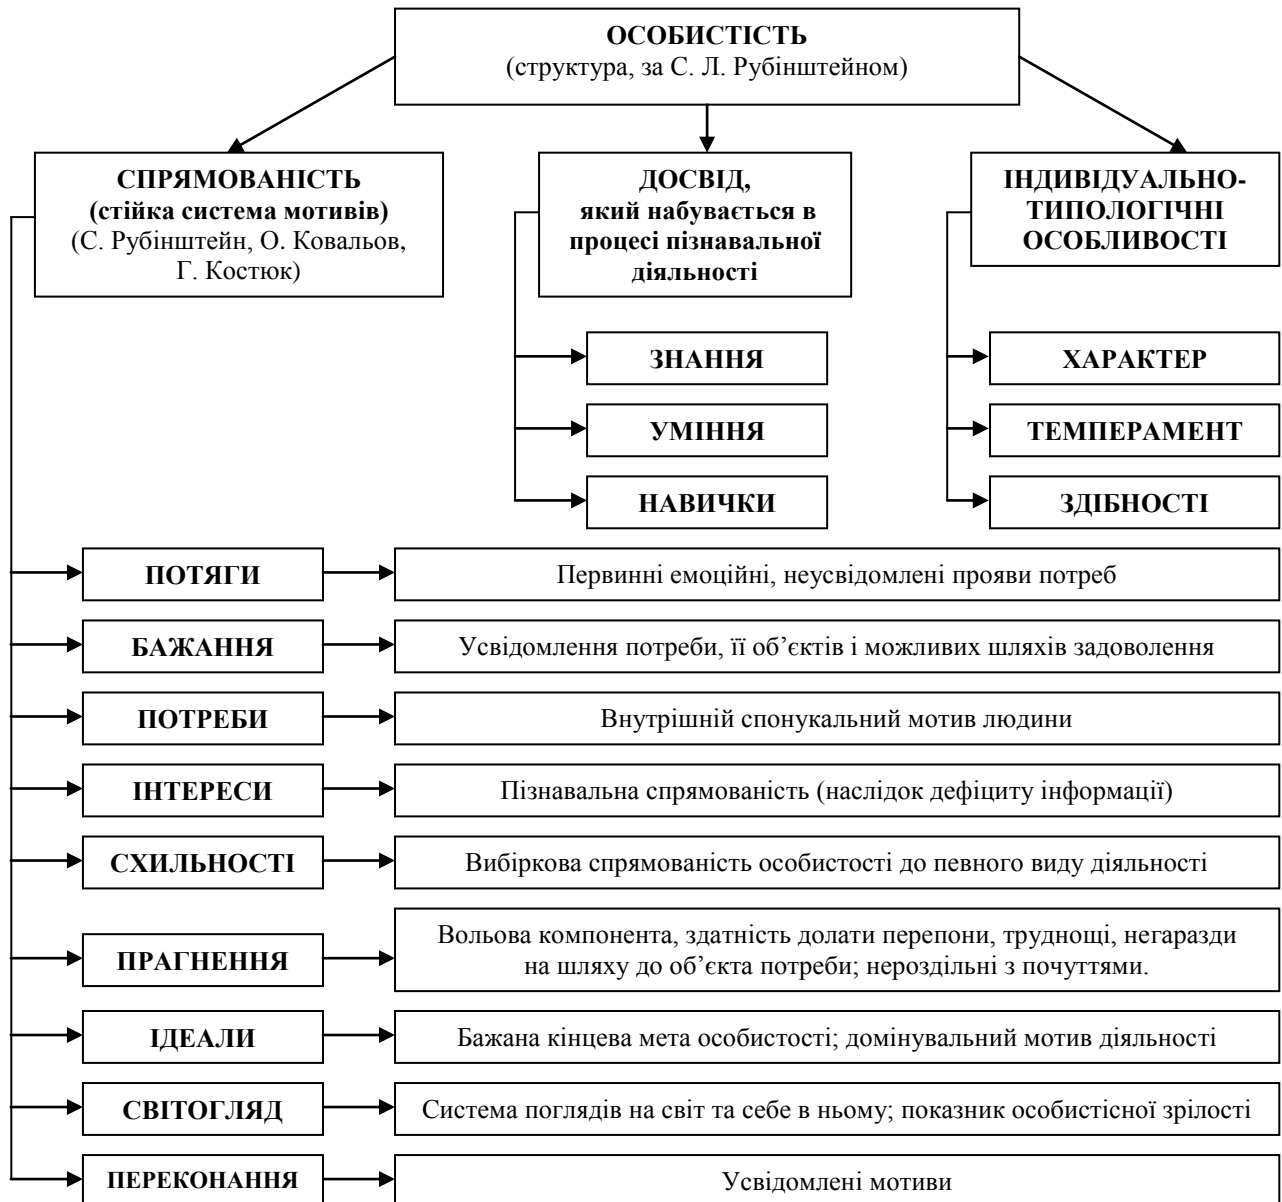 ОСОБИСТІСТЬ
(структура, за С. Л. Рубінштейном)
СПРЯМОВАНІСТЬ
(стійка система мотивів)
(С. Рубінштейн, О. Ковальов,
Г. Костюк)
ДОСВІД,
який набувається в
процесі пізнавальної
діяльності
ІНДИВІДУАЛЬНО-
ТИПОЛОГІЧНІ
ОСОБЛИВОСТІ
ЗНАННЯ
УМІННЯ
НАВИЧКИ
ХАРАКТЕР
ТЕМПЕРАМЕНТ
ЗДІБНОСТІ
ПОТЯГИ
Первинні емоційні, неусвідомлені прояви потреб
БАЖАННЯ
Усвідомлення потреби, її об’єктів і можливих шляхів задоволення
ПОТРЕБИ
Внутрішній спонукальний мотив людини
ІНТЕРЕСИ
Пізнавальна спрямованість (наслідок дефіциту інформації)
СХИЛЬНОСТІ
Вибіркова спрямованість особистості до певного виду діяльності
ПРАГНЕННЯ
Вольова компонента, здатність долати перепони, труднощі, негаразди
на шляху до об’єкта потреби; нероздільні з почуттями.
ІДЕАЛИ
Бажана кінцева мета особистості; домінувальний мотив діяльності
СВІТОГЛЯД
Система поглядів на світ та себе в ньому; показник особистісної зрілості
ПЕРЕКОНАННЯ
Усвідомлені мотиви